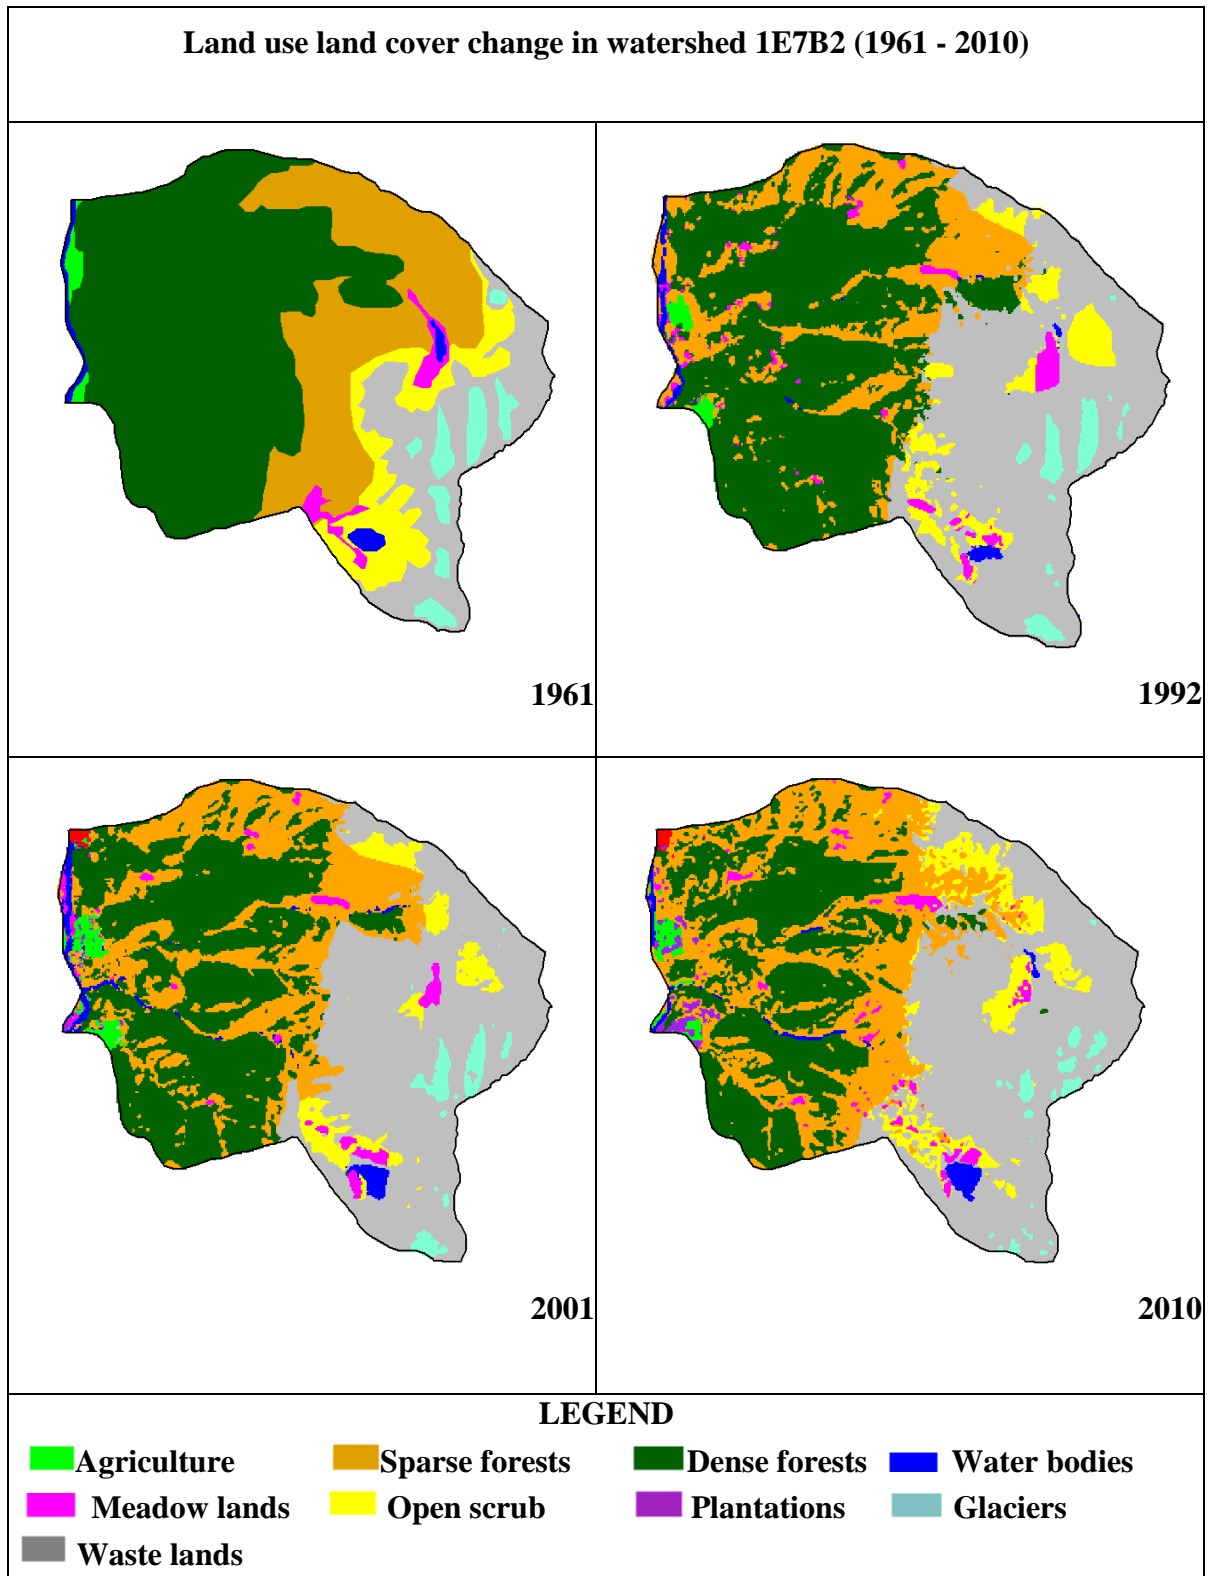 Land use land cover change in watershed 1E7B2 (1961 - 2010)
1961
1992
2001
2010
LEGEND
Agriculture
Sparse forests
Dense forests
Water bodies
Meadow lands
Open scrub
Plantations
Glaciers
Waste lands